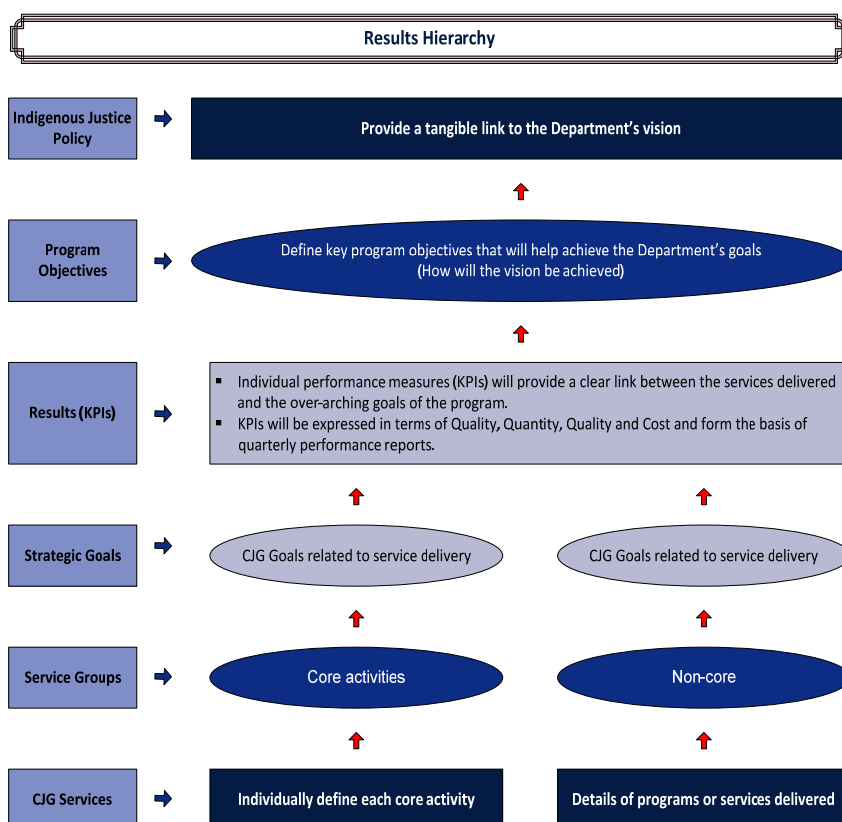 Results Hierarchy
Indigenous Justice
Policy
Provide a tangible link to the Department's vision
Program
Objectives
Define key program objectives that will help achieve the Department's goals
(How will the vision be achieved)
Results (KPIs)
▪ Individual performance measures (KPIs) will provide a clear link between the services delivered
and the over-arching goals of the program.
▪ KPIs will be expressed in terms of Quality, Quantity, Quality and Cost and form the basis of
quarterly performance reports.
Strategic Goals
CJG Goals related to service delivery
CJG Goals related to service delivery
Service Groups
Core activities
Non-core
CJG Services
Individually define each core activity
Details of programs or services delivered